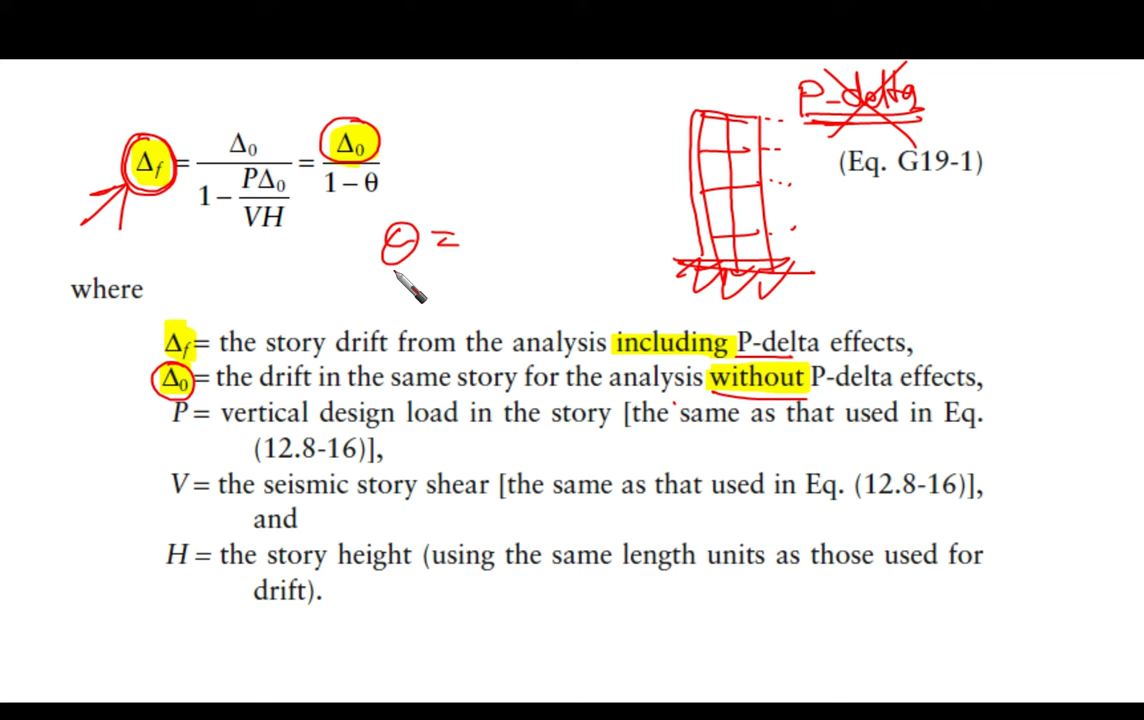 P-delta
Δf = Δ0 / (1 − PΔ0/VH) = Δ0 / (1 − θ) (Eq. G19-1)
θ =
where
Δf = the story drift from the analysis including P-delta effects,
Δ0 = the drift in the same story for the analysis without P-delta effects,
P = vertical design load in the story [the same as that used in Eq.
(12.8-16)],
V = the seismic story shear [the same as that used in Eq. (12.8-16)],
and
H = the story height (using the same length units as those used for
drift).